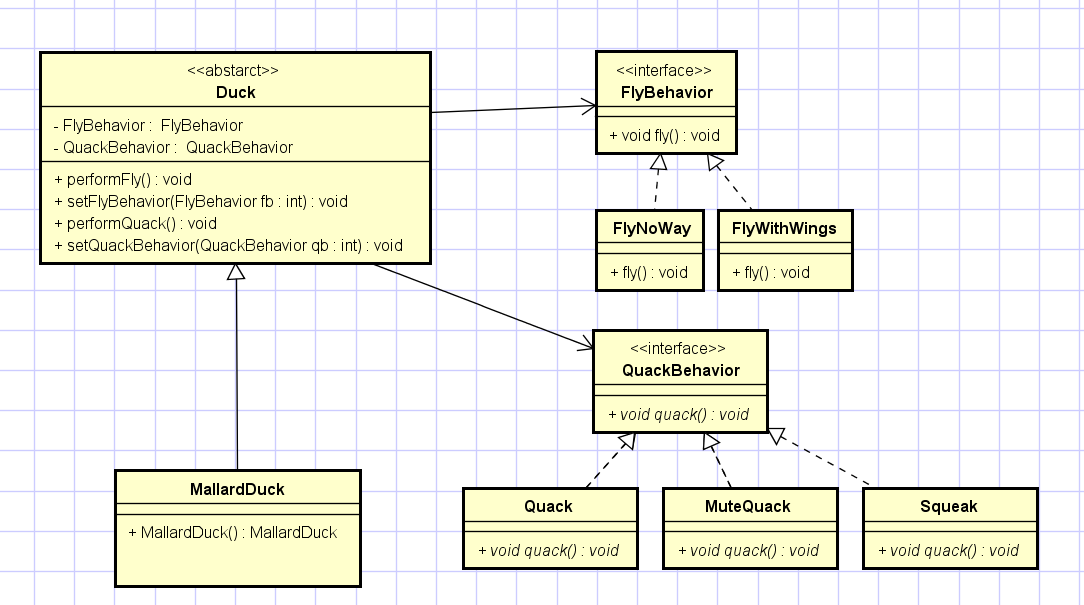 <<abstarct>>
Duck
- FlyBehavior : FlyBehavior
- QuackBehavior : QuackBehavior
+ performFly() : void
+ setFlyBehavior(FlyBehavior fb : int) : void
+ performQuack() : void
+ setQuackBehavior(QuackBehavior qb : int) : void
<<interface>>
FlyBehavior
+ void fly() : void
FlyNoWay
+ fly() : void
FlyWithWings
+ fly() : void
<<interface>>
QuackBehavior
+ void quack() : void
MallardDuck
+ MallardDuck() : MallardDuck
Quack
+ void quack() : void
MuteQuack
+ void quack() : void
Squeak
+ void quack() : void